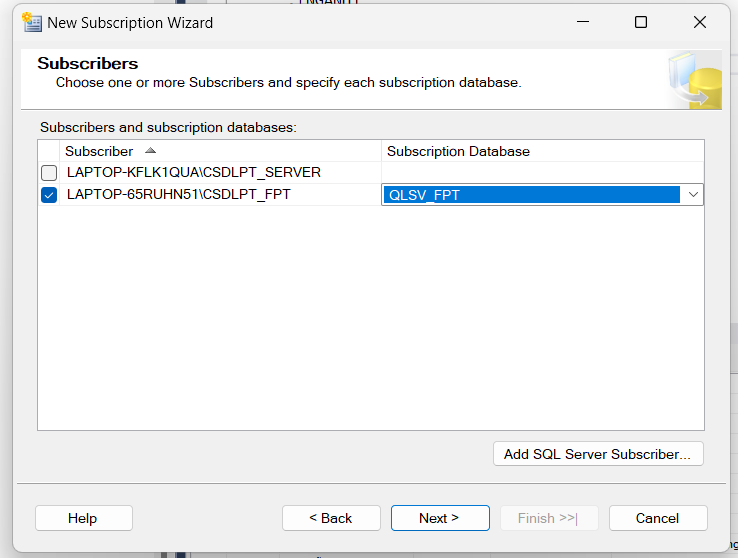 New Subscription Wizard
Subscribers
Choose one or more Subscribers and specify each subscription database.
Subscribers and subscription databases:
Subscriber Subscription Database
LAPTOP-KFLK1QUA\CSDLPT_SERVER
LAPTOP-65RUHN51\CSDLPT_FPT QLSV_FPT
Add SQL Server Subscriber...
Help < Back Next > Finish >>| Cancel